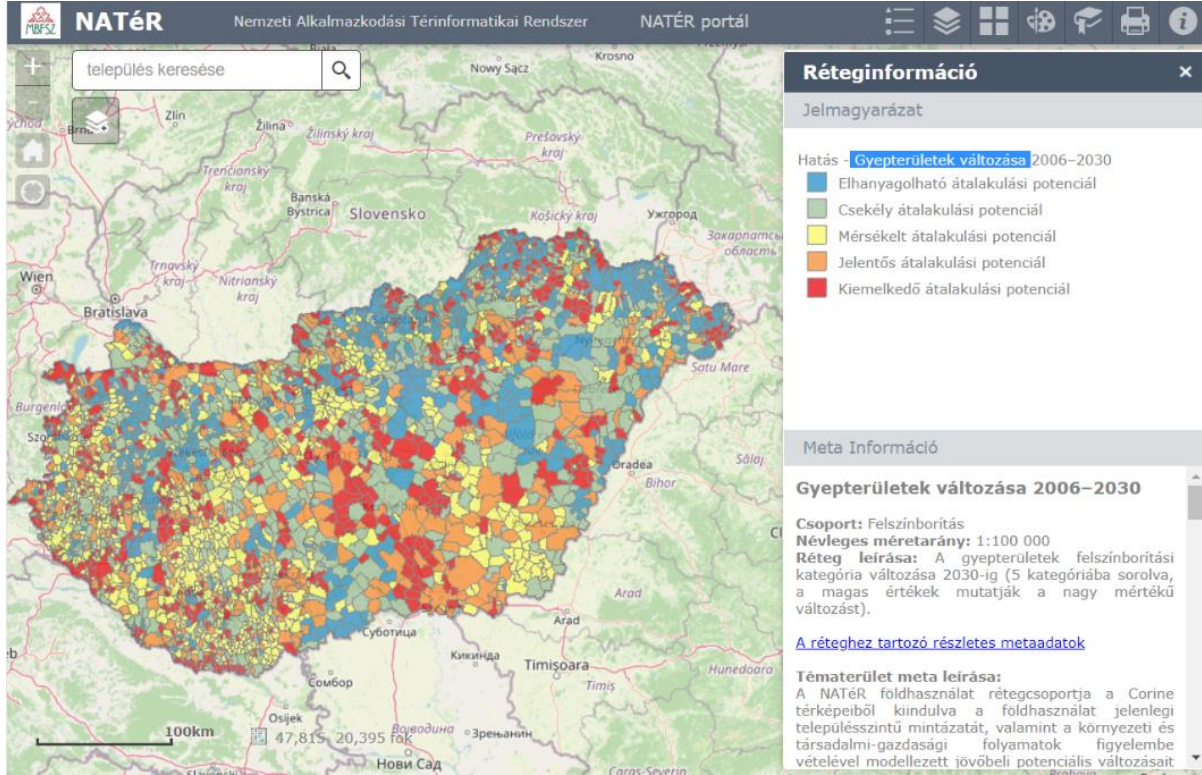 MBFSZ
NATéR
Nemzeti Alkalmazkodási Térinformatikai Rendszer
NATÉR portál
település keresése
Réteginformáció
×
Jelmagyarázat
Hatás - Gyepterületek változása 2006–2030
Elhanyagolható átalakulási potenciál
Csekély átalakulási potenciál
Mérsékelt átalakulási potenciál
Jelentős átalakulási potenciál
Kiemelkedő átalakulási potenciál
Meta Információ
Gyepterületek változása 2006–2030
Csoport: Felszínborítás
Névleges méretarány: 1:100 000
Réteg leírása: A gyepterületek felszínborítási
kategória változása 2030-ig (5 kategóriába sorolva,
a magas értékek mutatják a nagy mértékű
változást).
A réteghez tartozó részletes metaadatok
Tématerület meta leírása:
A NATéR földhasználat rétegcsoportja a Corine
térképeiből kiindulva a földhasználat jelenlegi
településszintű mintázatát, valamint a környezeti és
társadalmi-gazdasági folyamatok figyelembe
vételével modellezett jövőbeli potenciális változásait
Krosno
Nowy Sącz
Zlín
Žilina
Žilinský kraj
Prešovský
kraj
Trenčiansky
kraj
Banská
Bystrica
Slovensko
Košický kraj
Ужгород
Закарпатсь
область
Wien
Trnavský
kraj
Nitriansky
kraj
Bratislava
Satu Mare
Oradea
Sălaj
Bihor
Arad
Arad
Суботица
Кикинда
Timișoara
Timiș
Hunedoara
Сомбор
Osijek
Војводина
Зрењанин
Нови Сад
Caraș-Severin
100km
47,815 20,395 fok